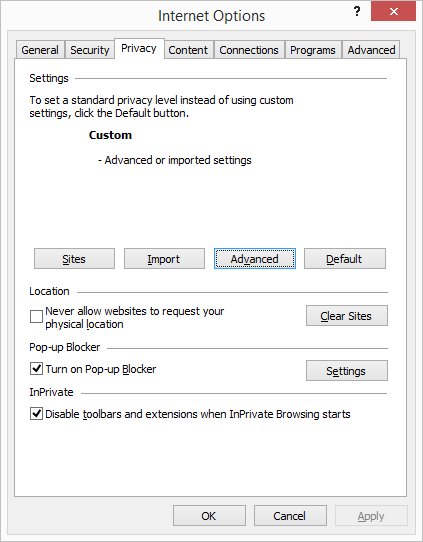 Internet Options
?
General Security Privacy Content Connections Programs Advanced
Settings
To set a standard privacy level instead of using custom
settings, click the Default button.
Custom
- Advanced or imported settings
Sites Import Advanced Default
Location
Never allow websites to request your
physical location
Clear Sites
Pop-up Blocker
Turn on Pop-up Blocker
Settings
InPrivate
Disable toolbars and extensions when InPrivate Browsing starts
OK Cancel Apply